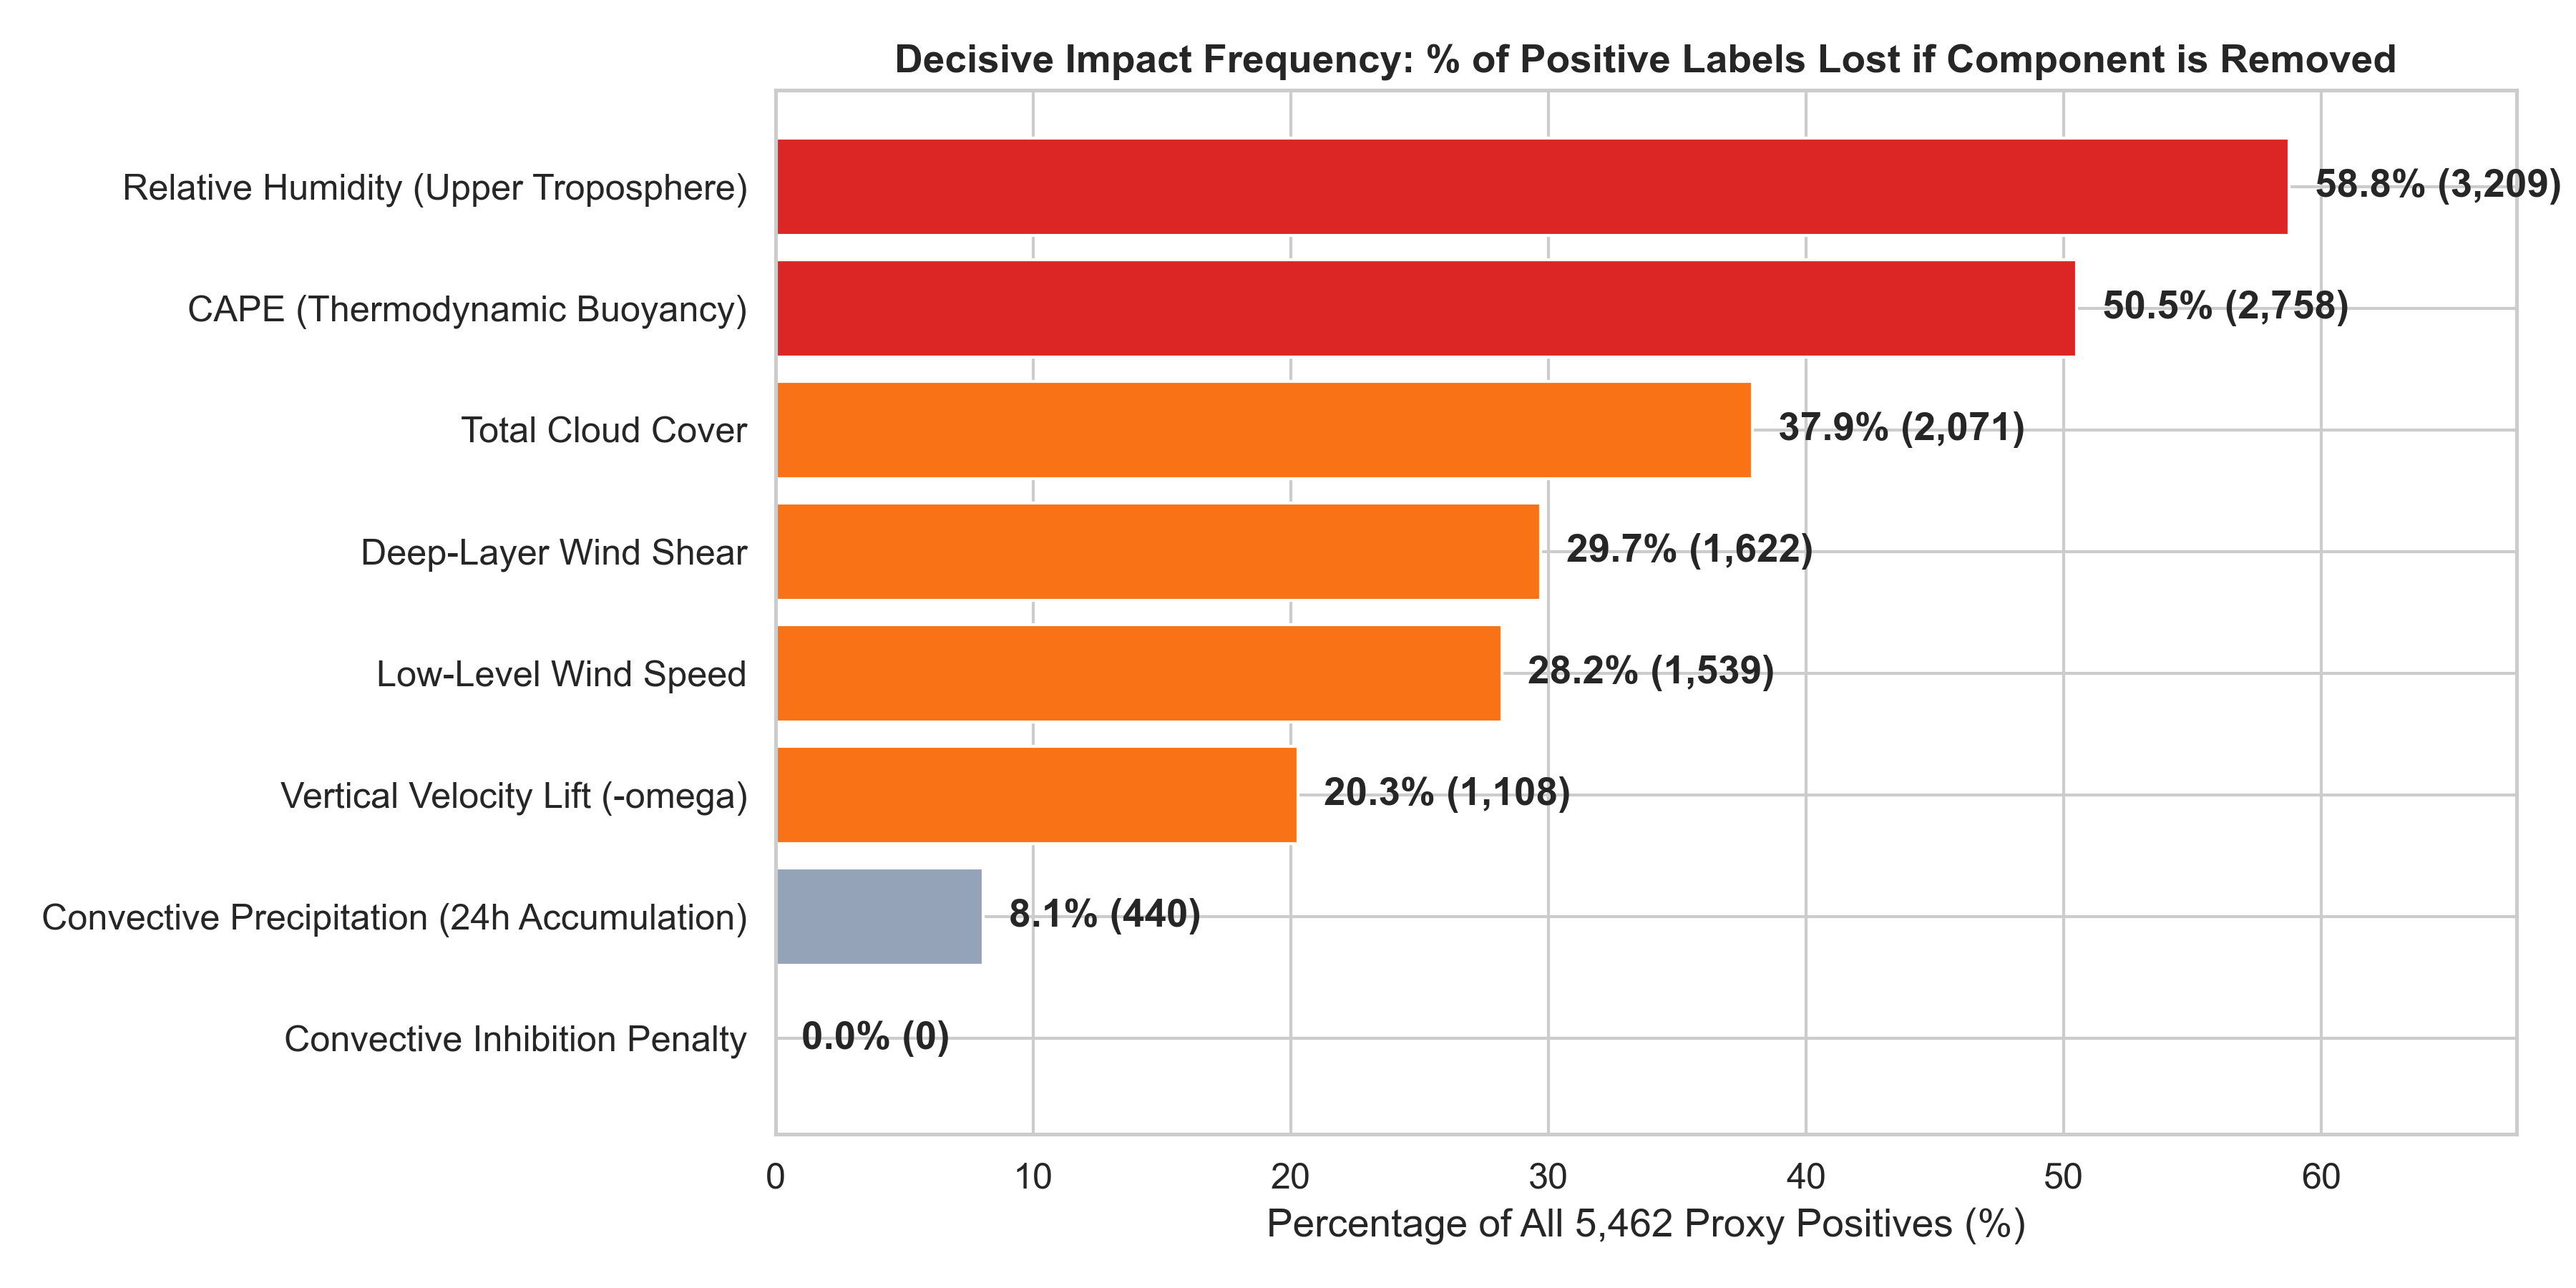 Decisive Impact Frequency: % of Positive Labels Lost if Component is Removed
Relative Humidity (Upper Troposphere)
58.8% (3,209)
CAPE (Thermodynamic Buoyancy)
50.5% (2,758)
Total Cloud Cover
37.9% (2,071)
Deep-Layer Wind Shear
29.7% (1,622)
Low-Level Wind Speed
28.2% (1,539)
Vertical Velocity Lift (-omega)
20.3% (1,108)
Convective Precipitation (24h Accumulation)
8.1% (440)
Convective Inhibition Penalty
0.0% (0)
0 10 20 30 40 50 60
Percentage of All 5,462 Proxy Positives (%)